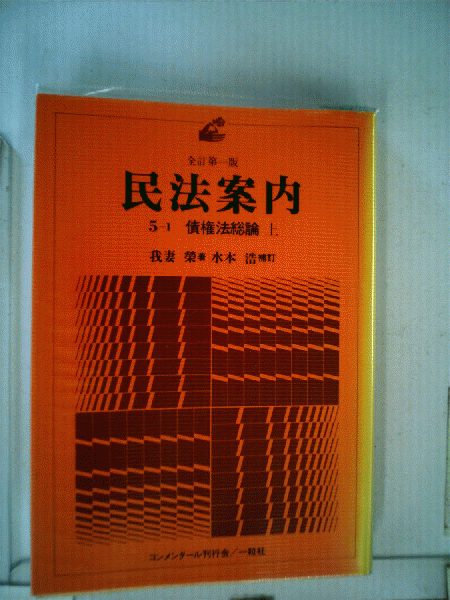 全訂第一版
民法案内
5-1 債権法総論 上
我妻 榮著 水本 浩補訂
コンメンタール刊行会/一粒社